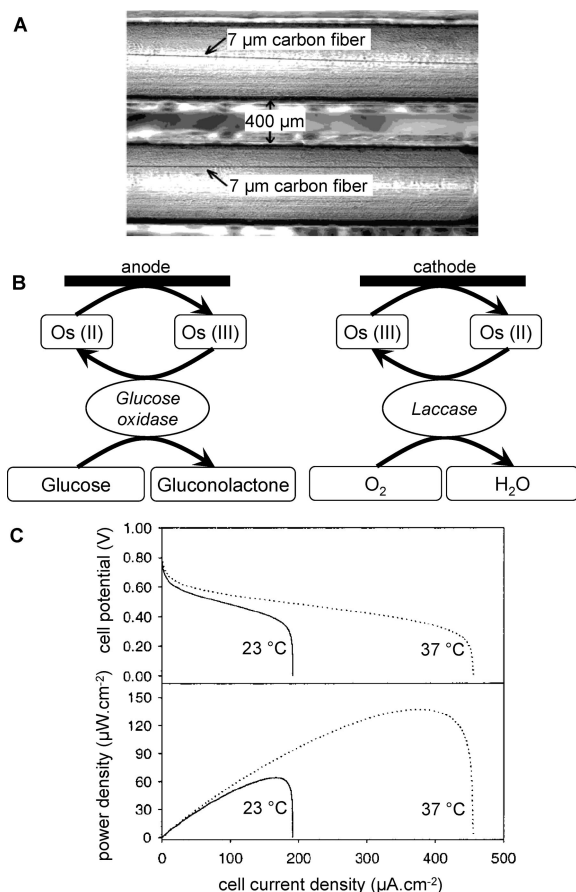 A
7 µm carbon fiber
400 µm
7 µm carbon fiber
B
anode
cathode
Os (II)
Os (III)
Os (III)
Os (II)
Glucose
oxidase
Laccase
Glucose
Gluconolactone
O₂
H₂O
C
cell potential (V)
1.00
0.80
0.60
0.40
0.20
0.00
23 °C
37 °C
power density (µW.cm⁻²)
150
120
90
60
30
0
23 °C
37 °C
0
100
200
300
400
500
cell current density (µA.cm⁻²)